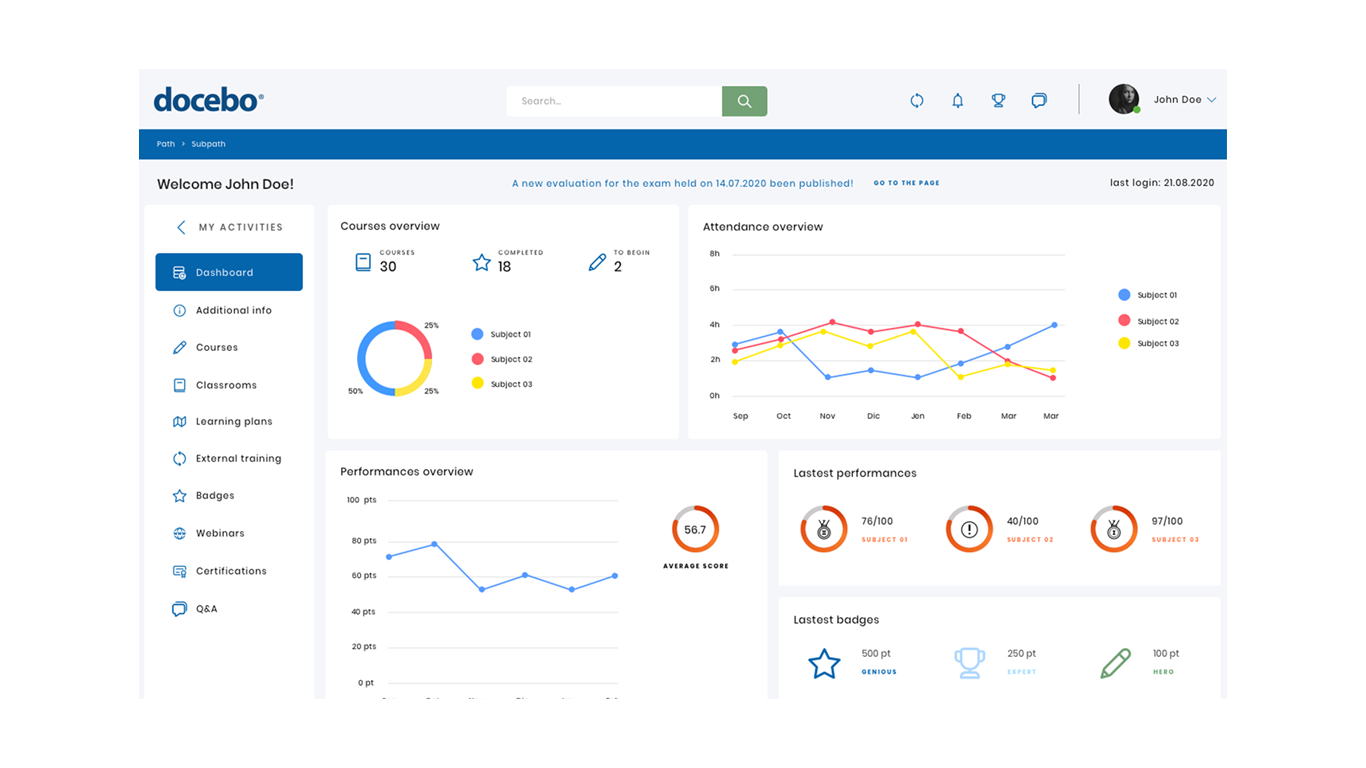 docebo®
Search...
John Doe
Path > Subpath
Welcome John Doe!
A new evaluation for the exam held on 14.07.2020 been published!
GO TO THE PAGE
last login: 21.08.2020
MY ACTIVITIES
Dashboard
Additional info
Courses
Classrooms
Learning plans
External training
Badges
Webinars
Certifications
Q&A
Courses overview
COURSES
30
COMPLETED
18
TO BEGIN
2
25%
50%
25%
Subject 01
Subject 02
Subject 03
Attendance overview
8h
6h
4h
2h
0h
Sep Oct Nov Dic Jen Feb Mar Mar
Subject 01
Subject 02
Subject 03
Performances overview
100 pts
80 pts
60 pts
40 pts
20 pts
0 pt
56.7
AVERAGE SCORE
Lastest performances
76/100
SUBJECT 01
40/100
SUBJECT 02
97/100
SUBJECT 03
Lastest badges
500 pt
GENIOUS
250 pt
EXPERT
100 pt
HERO